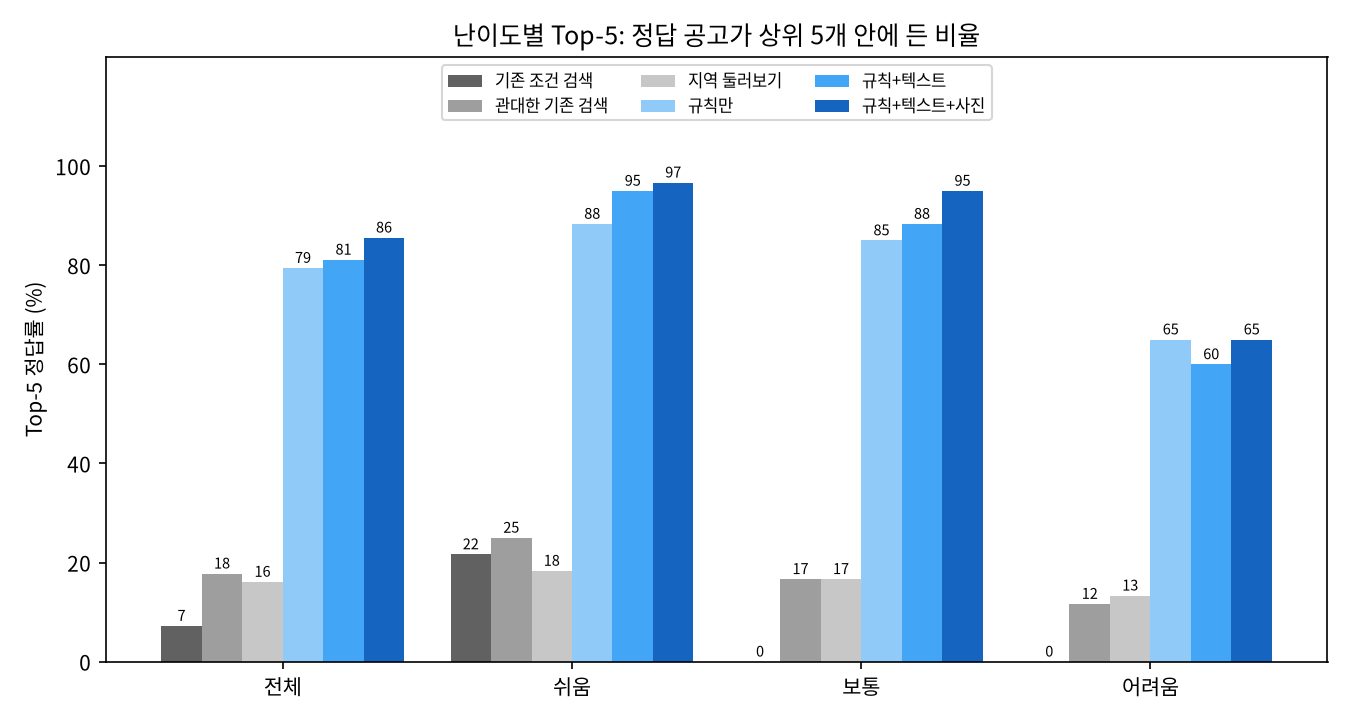 난이도별 Top-5: 정답 공고가 상위 5개 안에 든 비율
기존 조건 검색
관대한 기존 검색
지역 둘러보기
규칙만
규칙+텍스트
규칙+텍스트+사진
Top-5 정답률 (%)
100
80
60
40
20
0
7 18 16 79 81 86
22 25 18 88 95 97
0 17 17 85 88 95
0 12 13 65 60 65
전체 쉬움 보통 어려움